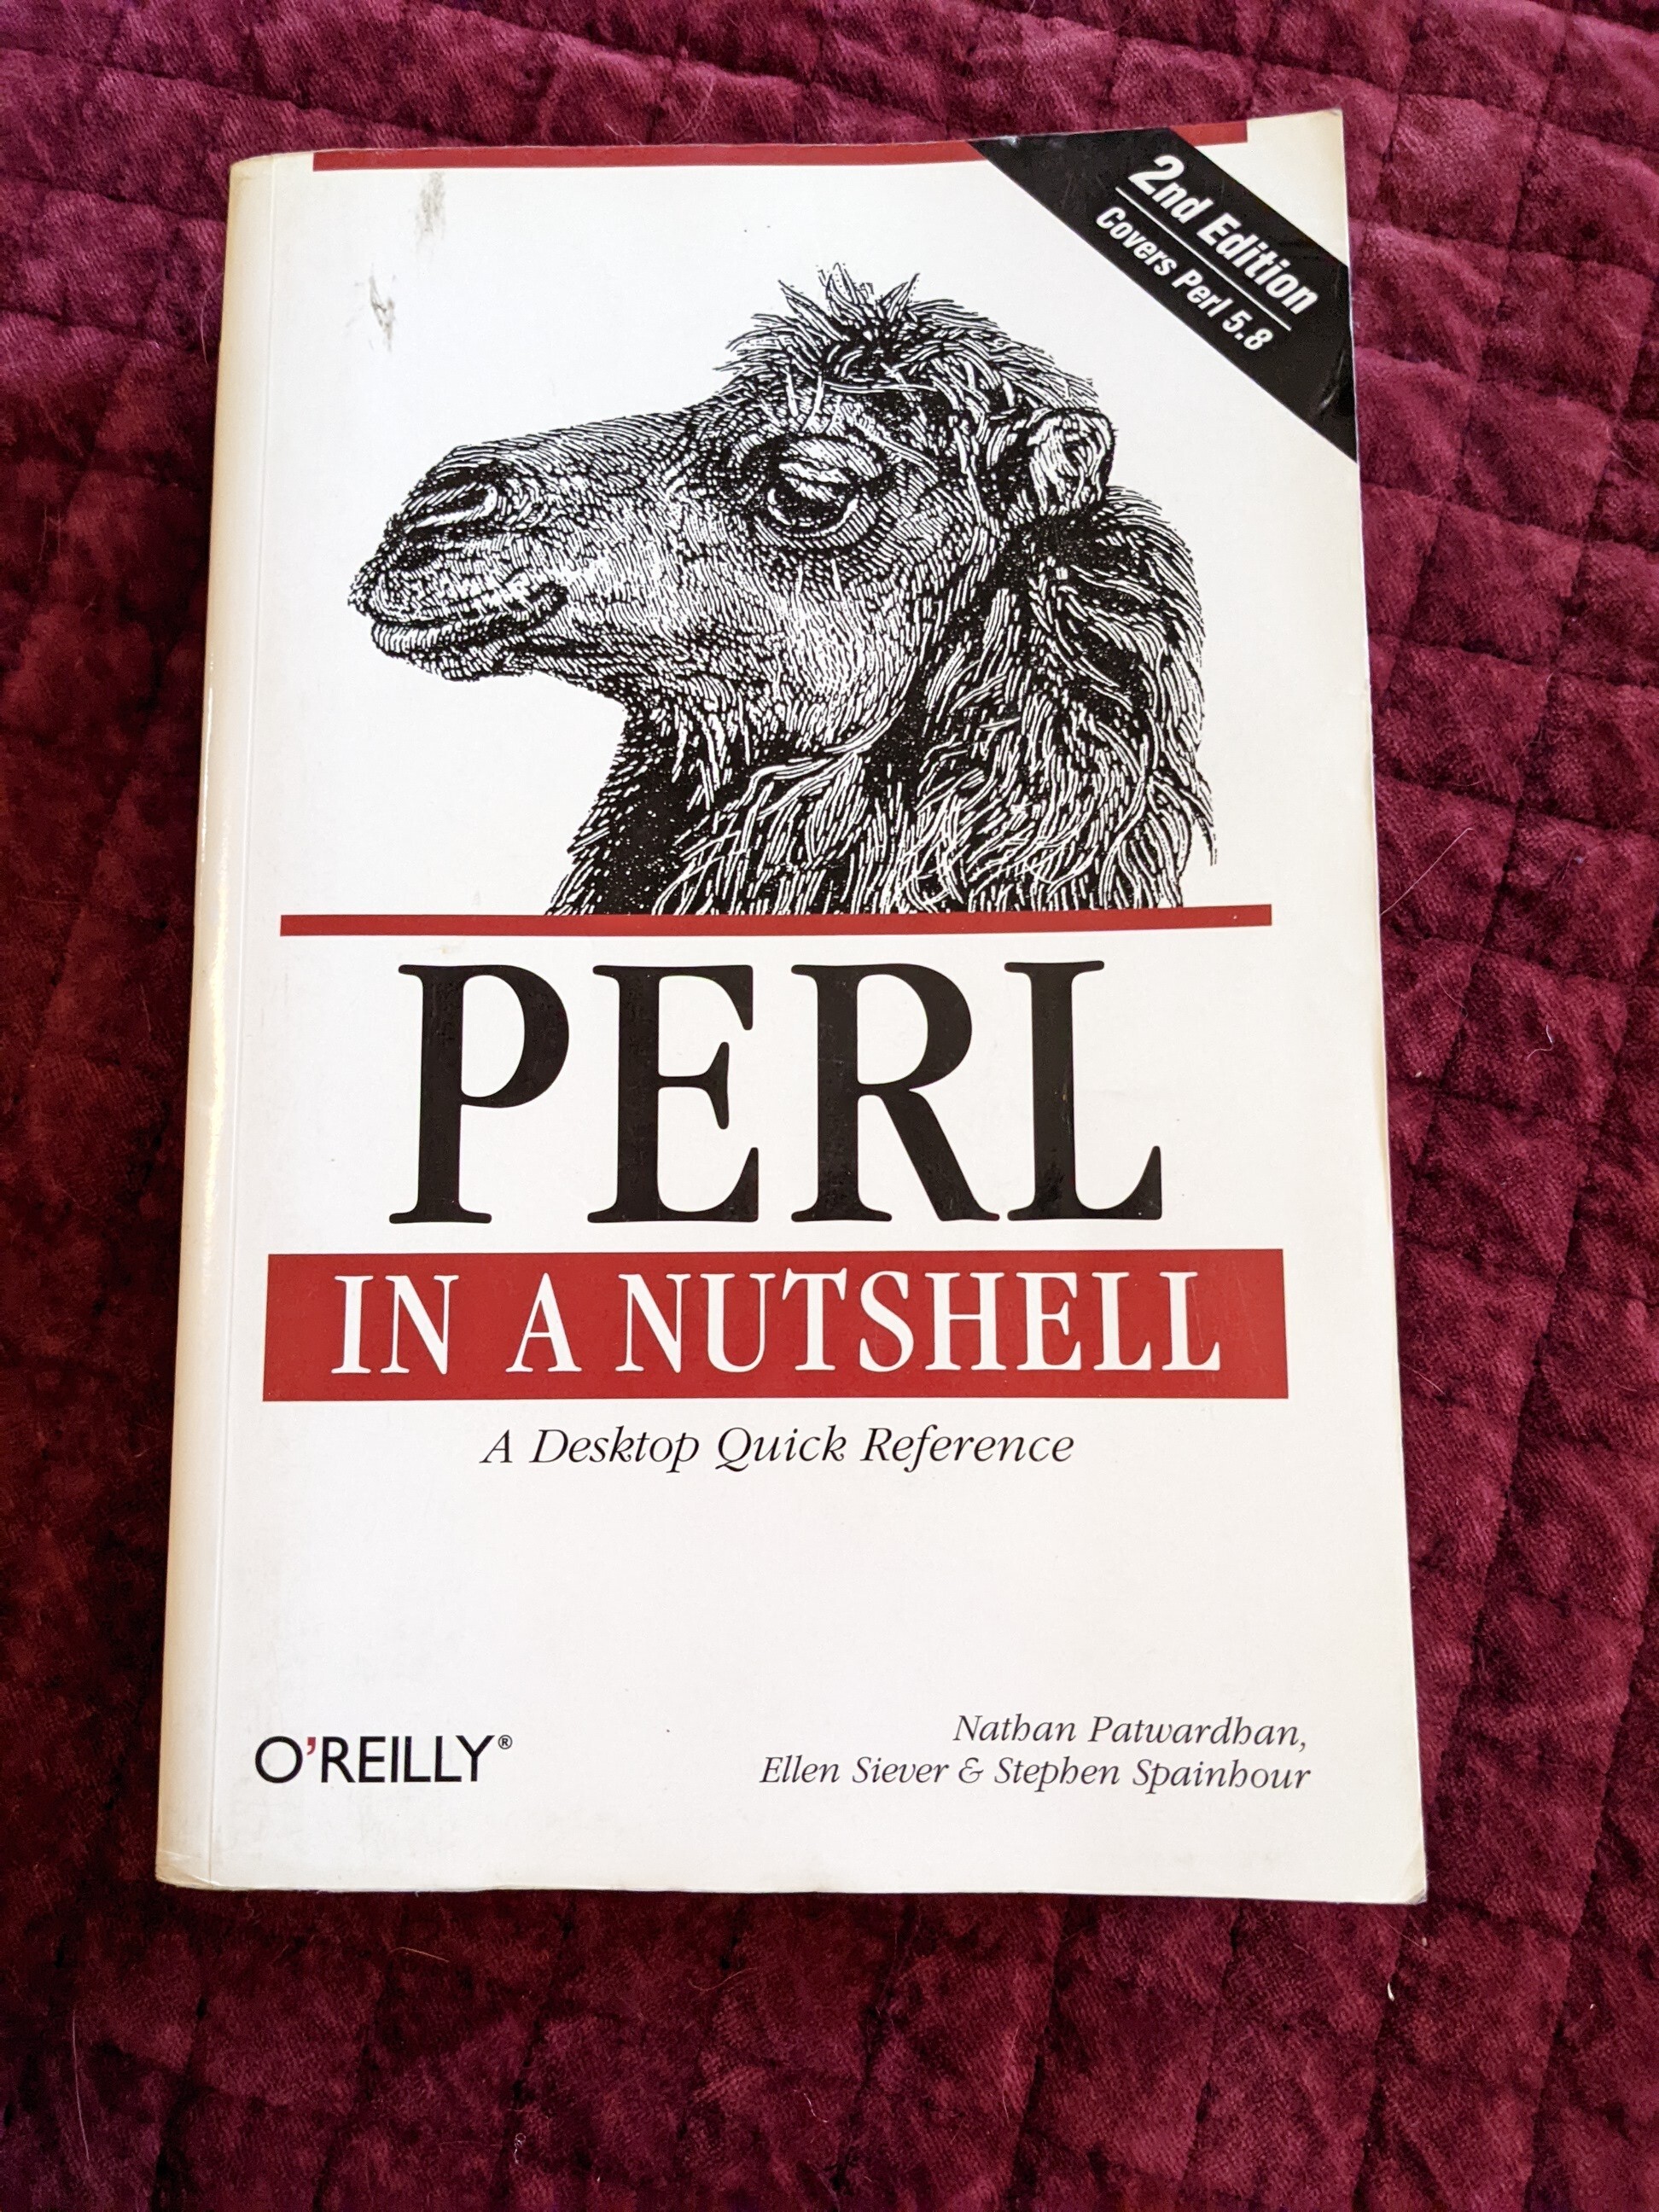 2nd Edition
Covers Perl 5.8
PERL
IN A NUTSHELL
A Desktop Quick Reference
O'REILLY®
Nathan Patwardhan,
Ellen Siever & Stephen Spainhour